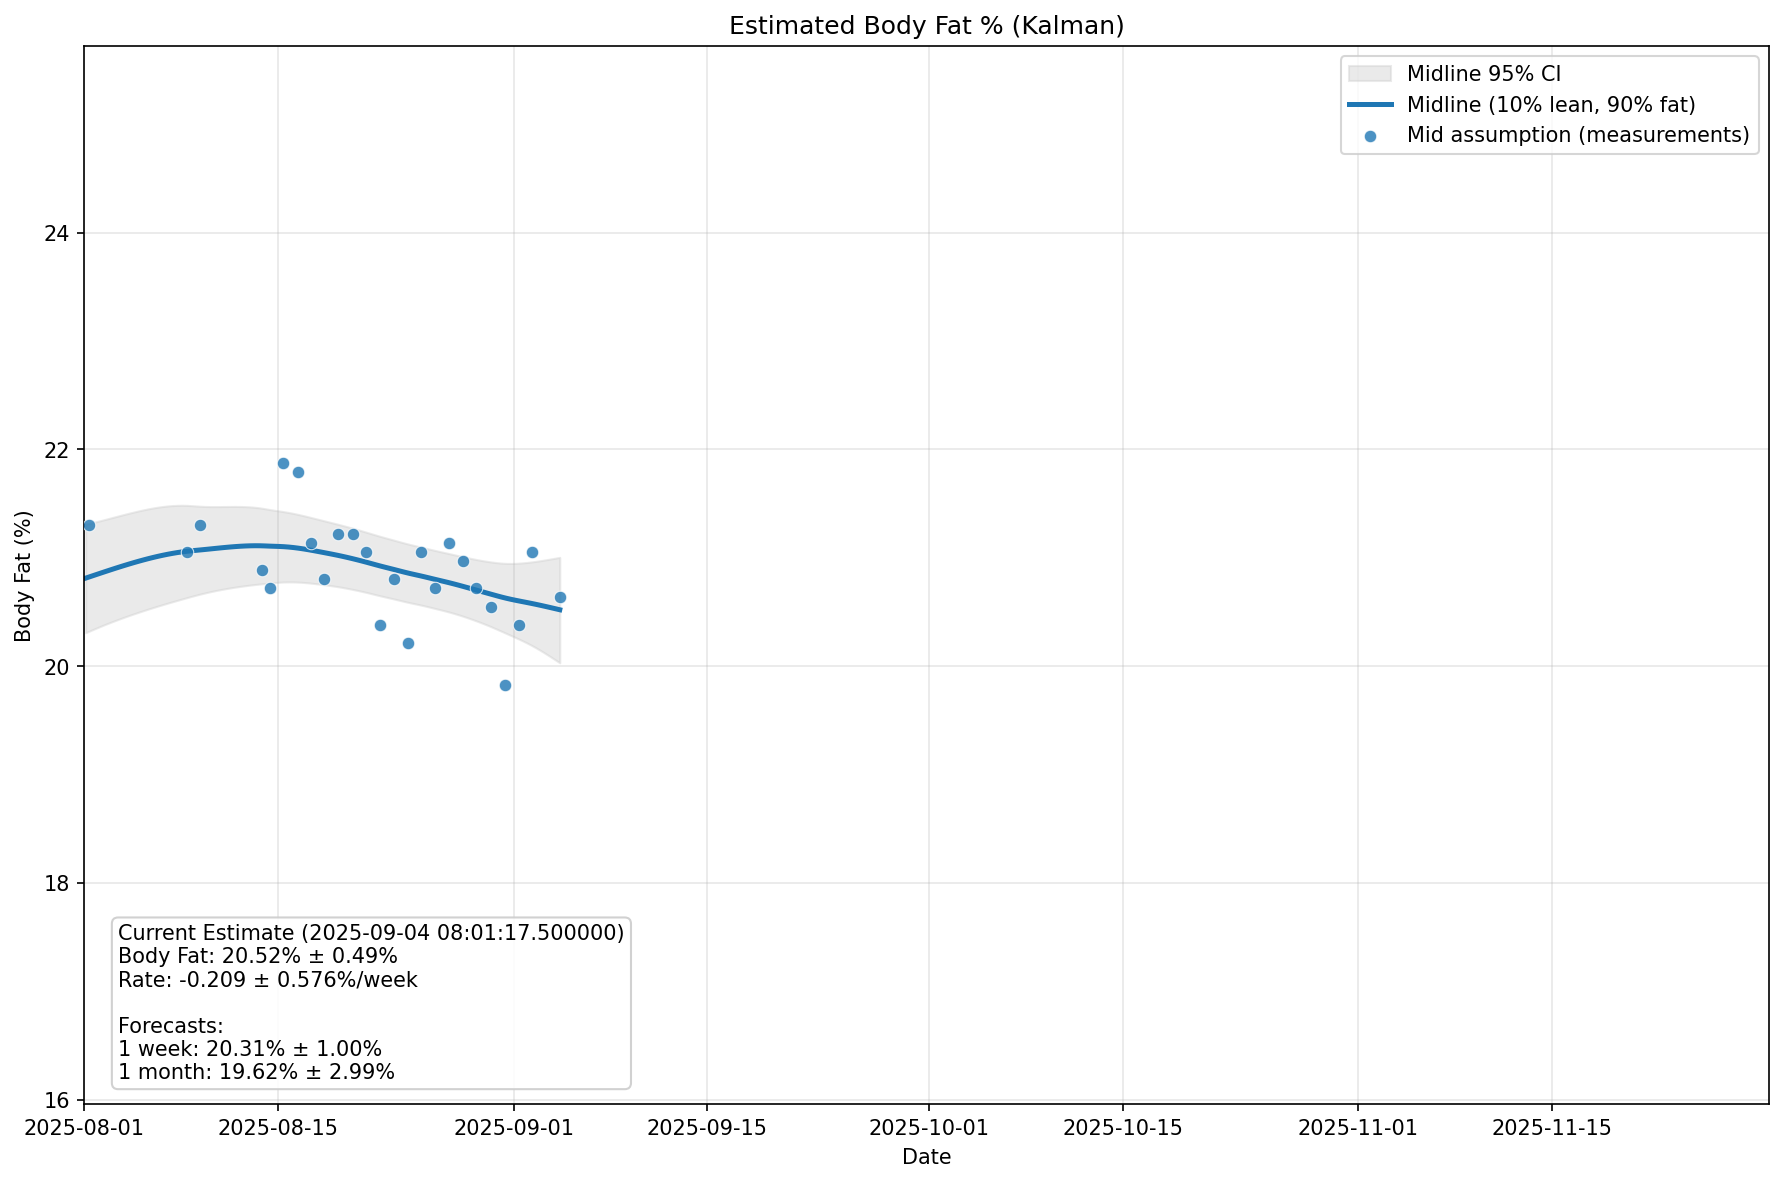 Estimated Body Fat % (Kalman)
Midline 95% CI
Midline (10% lean, 90% fat)
Mid assumption (measurements)
Body Fat (%)
24
22
20
18
16
Current Estimate (2025-09-04 08:01:17.500000)
Body Fat: 20.52% ± 0.49%
Rate: -0.209 ± 0.576%/week
Forecasts:
1 week: 20.31% ± 1.00%
1 month: 19.62% ± 2.99%
2025-08-01 2025-08-15 2025-09-01 2025-09-15 2025-10-01 2025-10-15 2025-11-01 2025-11-15
Date